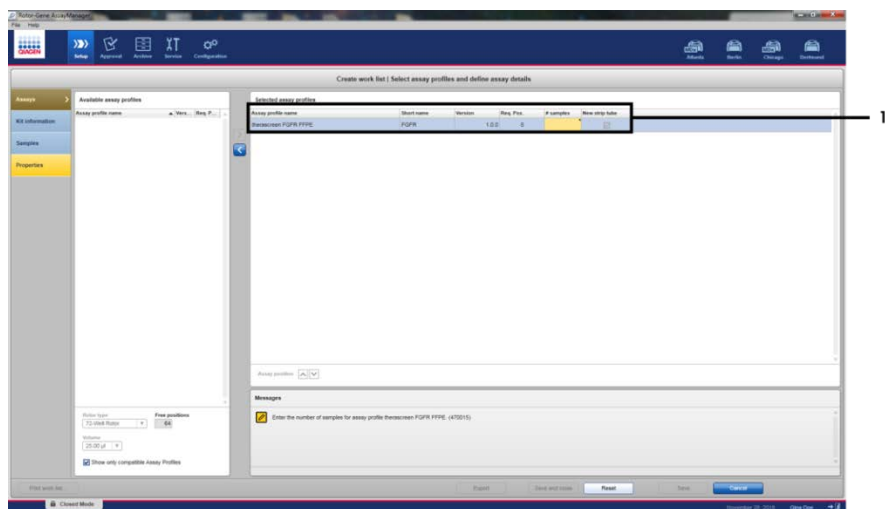 Rotor-Gene AssayManager
File Help
QIAGEN
Setup Approval Archive Service Configuration
Atlanta Berlin Chicago Dortmund
Create work list | Select assay profiles and define assay details
Assays
Kit information
Samples
Properties
Available assay profiles
Assay profile name Vers... Req. P...
Selected assay profiles
Assay profile name Short name Version Req. Pos. # samples New strip tube
therascreen FGFR FFPE FGFR 1.0.0
1
Assay position
Rotor type Free positions
72-Well Rotor 64
Volume
25.00 µl
Show only compatible Assay Profiles
Messages
Enter the number of samples for assay profile therascreen FGFR FFPE. (470015)
Print work list Export Save and close Reset Save Cancel
Closed Mode